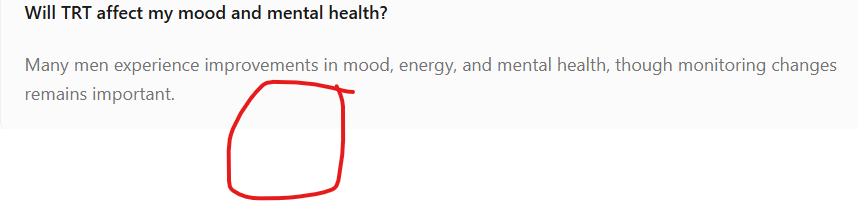 Will TRT affect my mood and mental health?
Many men experience improvements in mood, energy, and mental health, though monitoring changes
remains important.